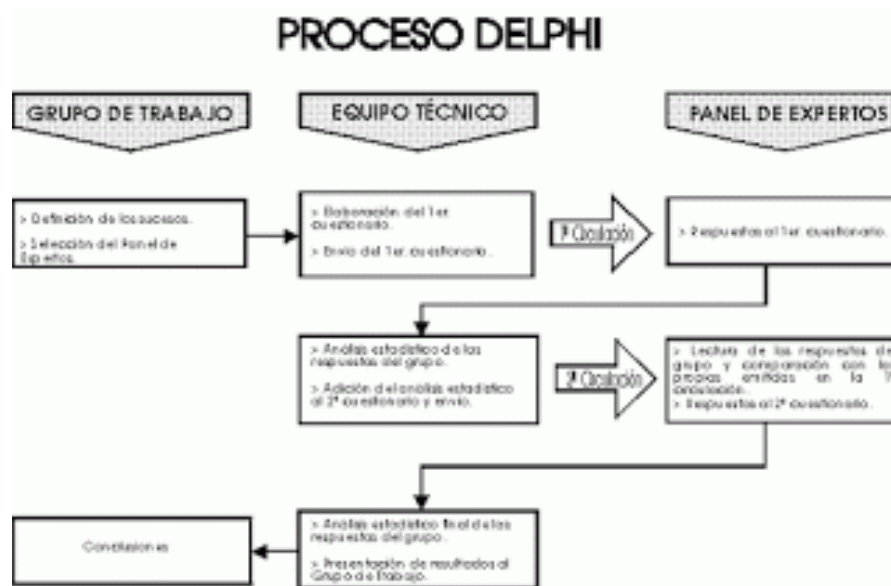 PROCESO DELPHI
GRUPO DE TRABAJO
EQUIPO TÉCNICO
PANEL DE EXPERTOS
> Definición de los sucesos.
> Selección del Panel de
Expertos.
> Elaboración del 1er.
cuestionario.
> Envío del 1er. cuestionario.
1ª Circulación
> Respuestas al 1er. cuestionario.
> Análisis estadístico de las
respuestas del grupo.
> Adición del análisis estadístico
al 2º cuestionario y envío.
2ª Circulación
> Lectura de las respuestas del
grupo y comparación con las
propias emitidas en la 1ª
circulación.
> Respuestas al 2º cuestionario.
> Análisis estadístico final de las
respuestas del grupo.
> Presentación de resultados al
Grupo de Trabajo.
Conclusiones